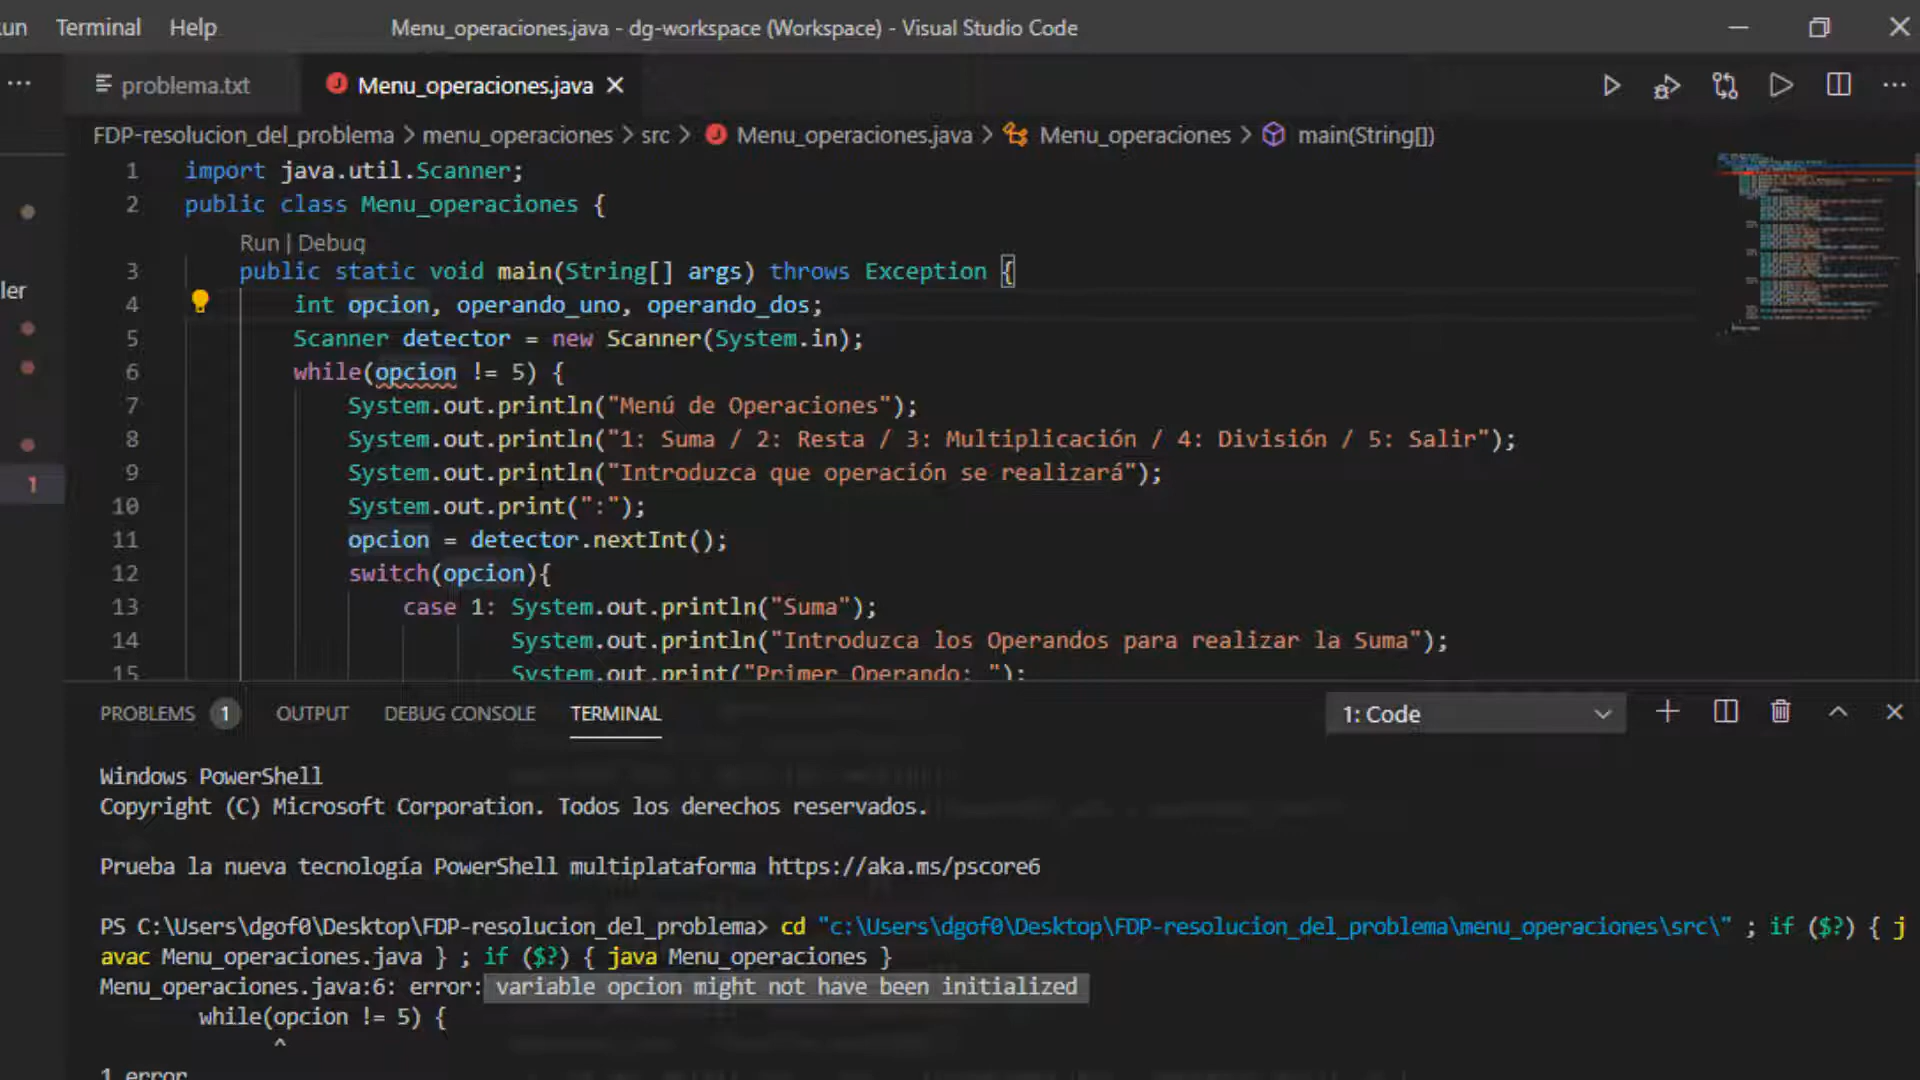 un Terminal Help Menu_operaciones.java - dg-workspace (Workspace) - Visual Studio Code
problema.txt Menu_operaciones.java
FDP-resolucion_del_problema > menu_operaciones > src > Menu_operaciones.java > Menu_operaciones > main(String[])
1 import java.util.Scanner;
2 public class Menu_operaciones {
Run | Debug
3 public static void main(String[] args) throws Exception {
ler
4 int opcion, operando_uno, operando_dos;
5 Scanner detector = new Scanner(System.in);
6 while(opcion != 5) {
7 System.out.println("Menú de Operaciones");
8 System.out.println("1: Suma / 2: Resta / 3: Multiplicación / 4: División / 5: Salir");
9 System.out.println("Introduzca que operación se realizará");
1
10 System.out.print(":");
11 opcion = detector.nextInt();
12 switch(opcion){
13 case 1: System.out.println("Suma");
14 System.out.println("Introduzca los Operandos para realizar la Suma");
15 System.out.print("Primer Operando: ");
PROBLEMS 1 OUTPUT DEBUG CONSOLE TERMINAL 1: Code
Windows PowerShell
Copyright (C) Microsoft Corporation. Todos los derechos reservados.
Prueba la nueva tecnología PowerShell multiplataforma https://aka.ms/pscore6
PS C:\Users\dgof0\Desktop\FDP-resolucion_del_problema> cd "c:\Users\dgof0\Desktop\FDP-resolucion_del_problema\menu_operaciones\src\" ; if ($?) { j
avac Menu_operaciones.java } ; if ($?) { java Menu_operaciones }
Menu_operaciones.java:6: error: variable opcion might not have been initialized
while(opcion != 5) {
^
1 error